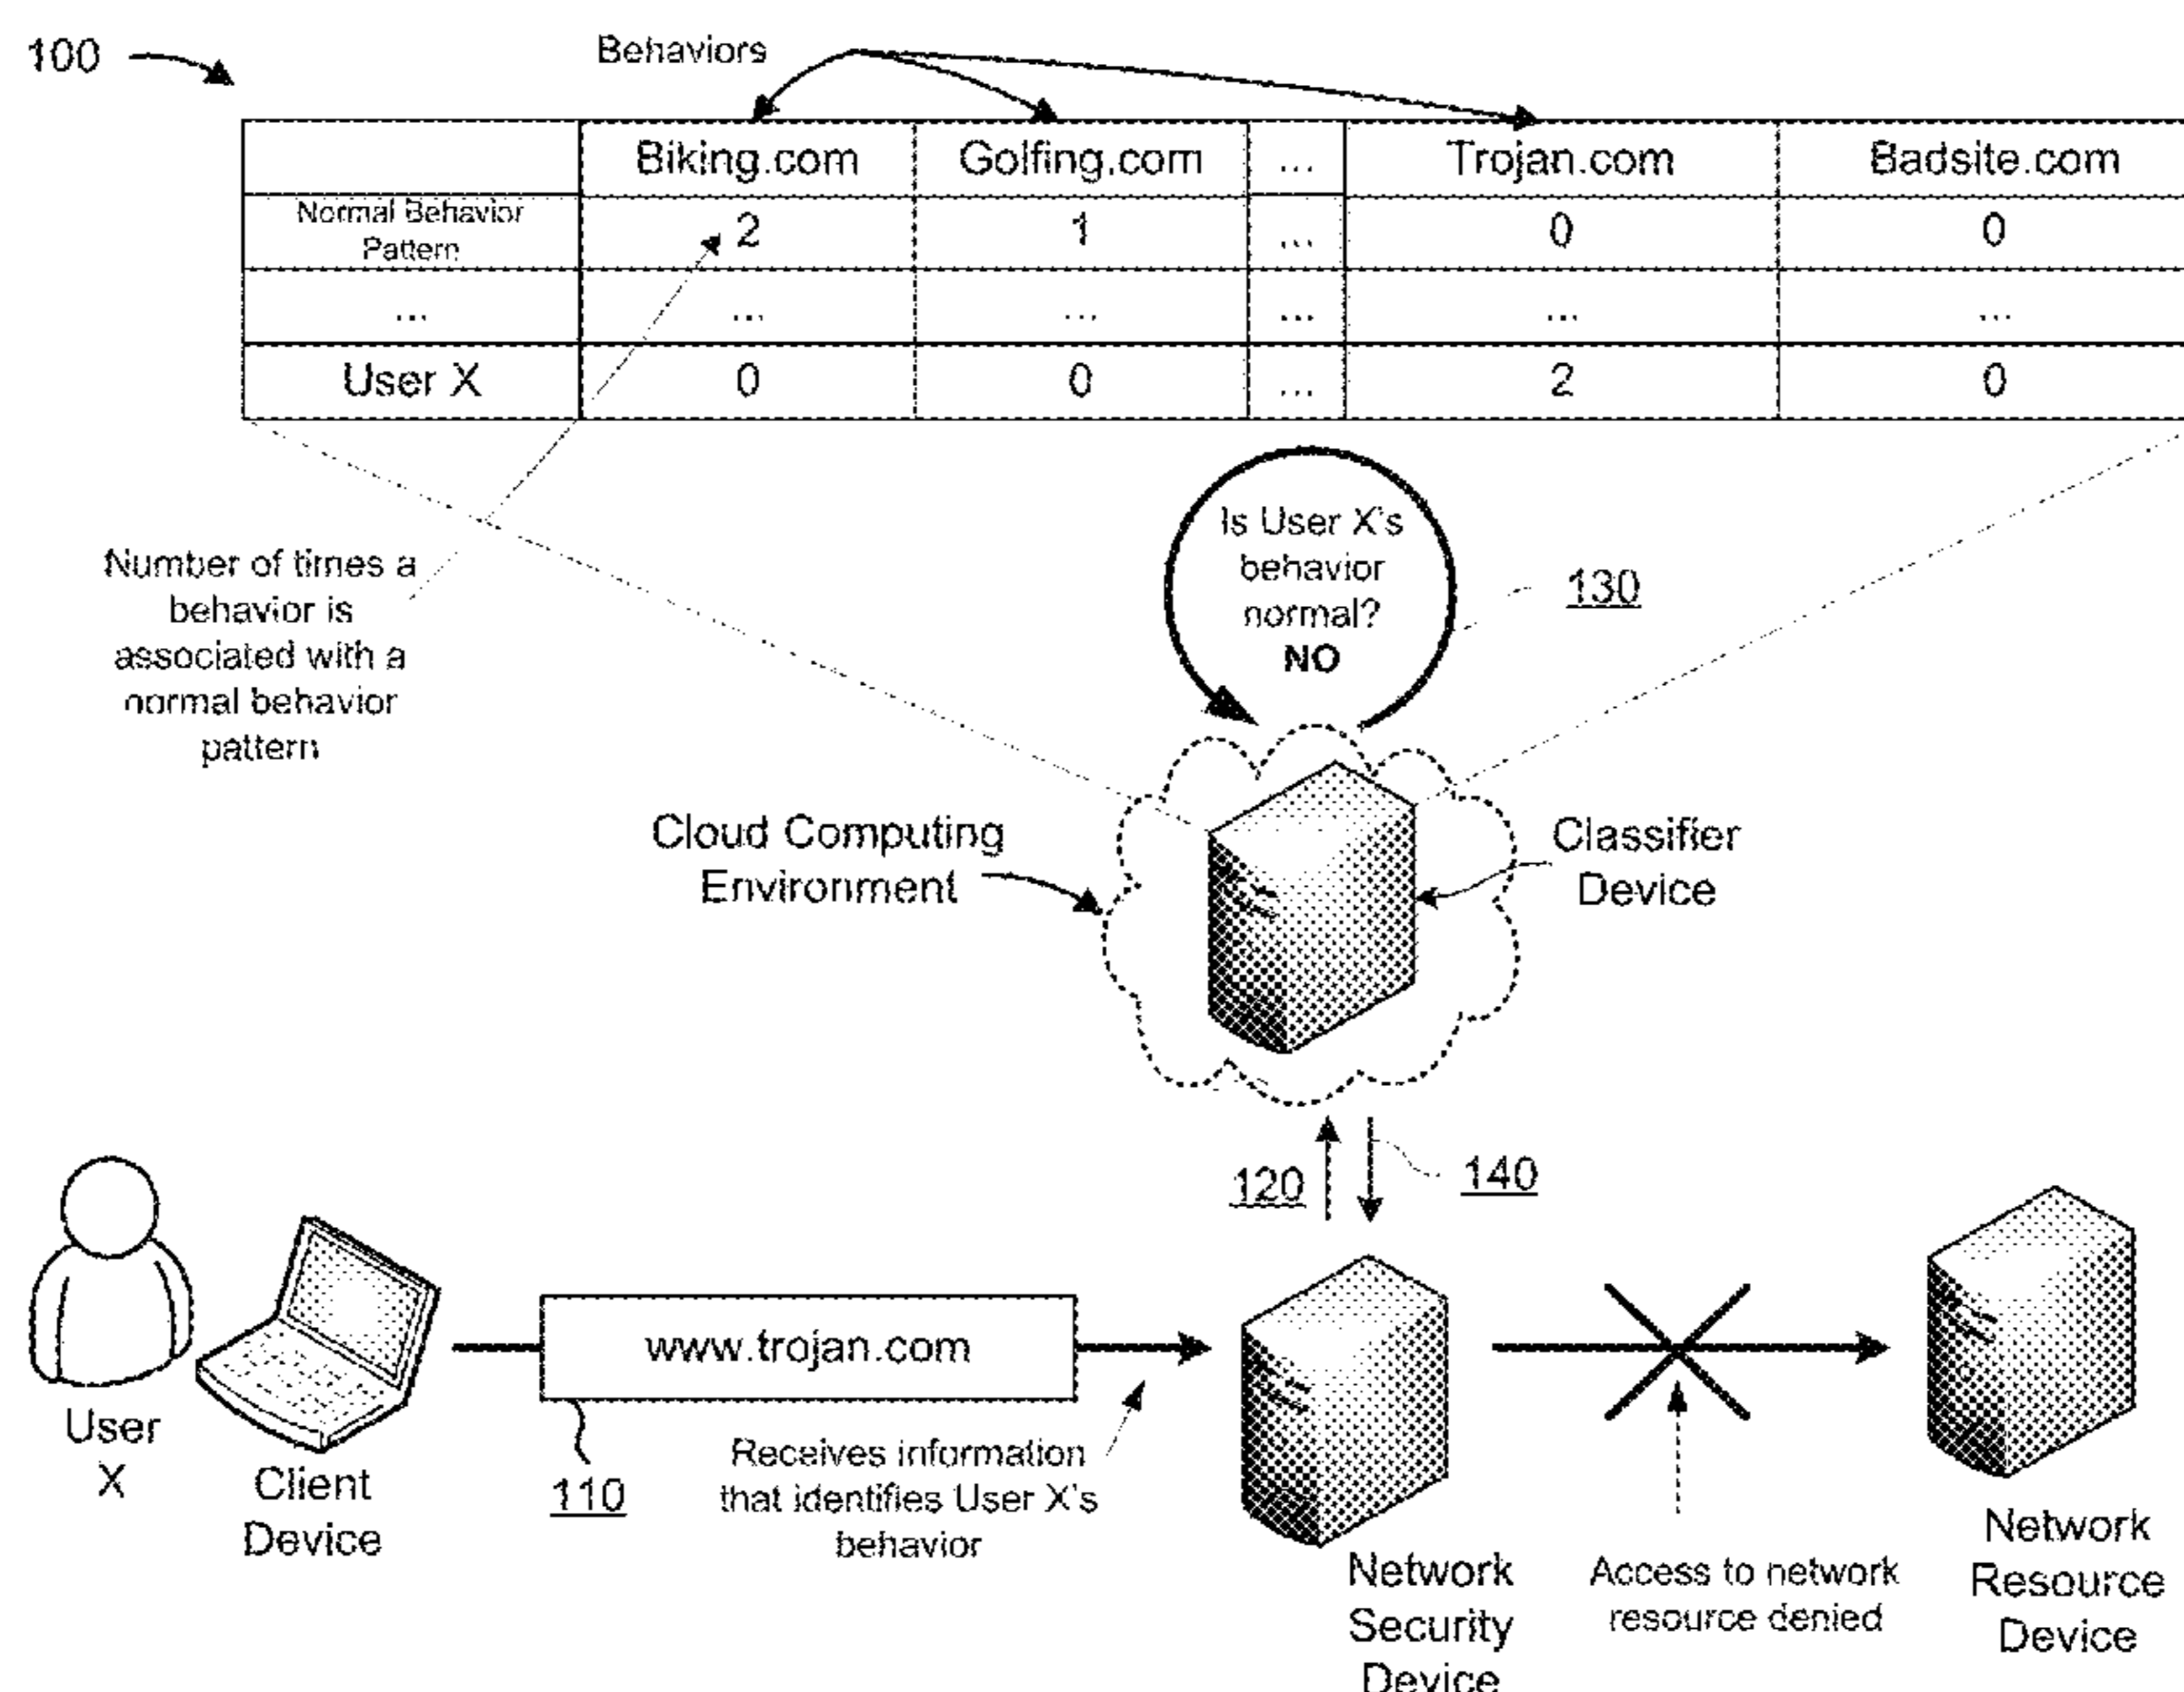 100
Behaviors
Biking.com Golfing.com ... Trojan.com Badsite.com
Normal Behavior
Pattern
2 1 ... 0 0
... ... ... ... ... ...
User X 0 0 ... 2 0
Number of times a
behavior is
associated with a
normal behavior
pattern
Is User X's
behavior
normal?
NO
130
Cloud Computing
Environment
Classifier
Device
120
140
User
X
Client
Device
www.trojan.com
110
Receives information
that identifies User X's
behavior
Network
Security
Device
Access to network
resource denied
Network
Resource
Device